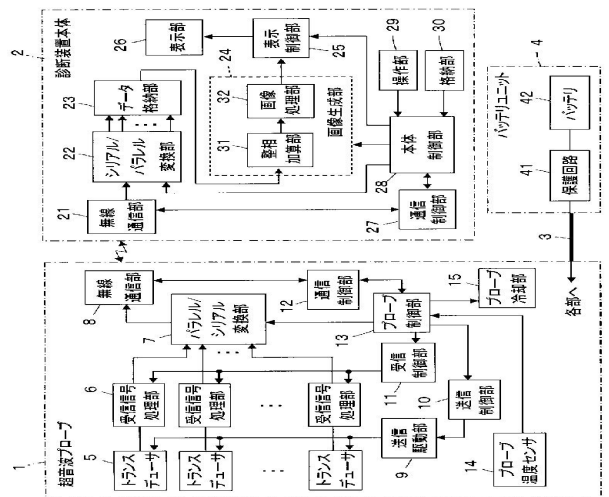 1
超音波プローブ
5
トランス
デューサ
トランス
デューサ
トランス
デューサ
6
受信信号
処理部
受信信号
処理部
受信信号
処理部
7
パラレル/
シリアル
変換部
8
無線
通信部
9
送信
駆動部
10
送信
制御部
11
受信
制御部
12
通信
制御部
13
プローブ
制御部
14
プローブ
温度センサ
15
プローブ
冷却部
2
診断装置本体
21
無線
通信部
22
シリアル/
パラレル
変換部
23
データ
格納部
24
画像生成部
31
整相
加算部
32
画像
処理部
25
表示
制御部
26
表示部
27
通信
制御部
28
本体
制御部
29
操作部
30
格納部
3
各部へ
4
バッテリユニット
41
保護回路
42
バッテリ